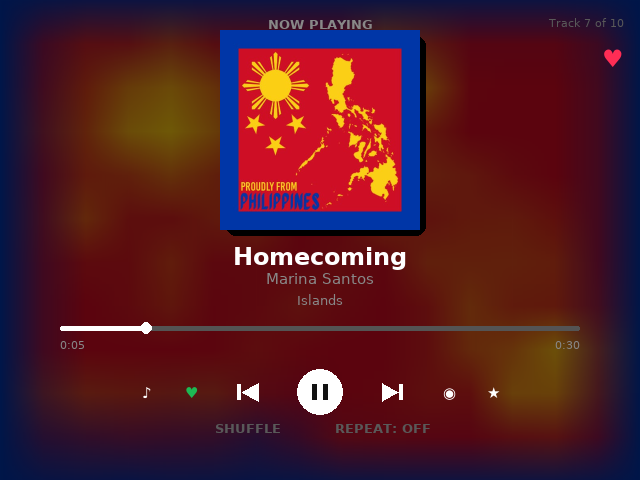 NOW PLAYING
Track 7 of 10
PROUDLY FROM
PHILIPPINES
Homecoming
Marina Santos
Islands
0:05
0:30
SHUFFLE
REPEAT: OFF